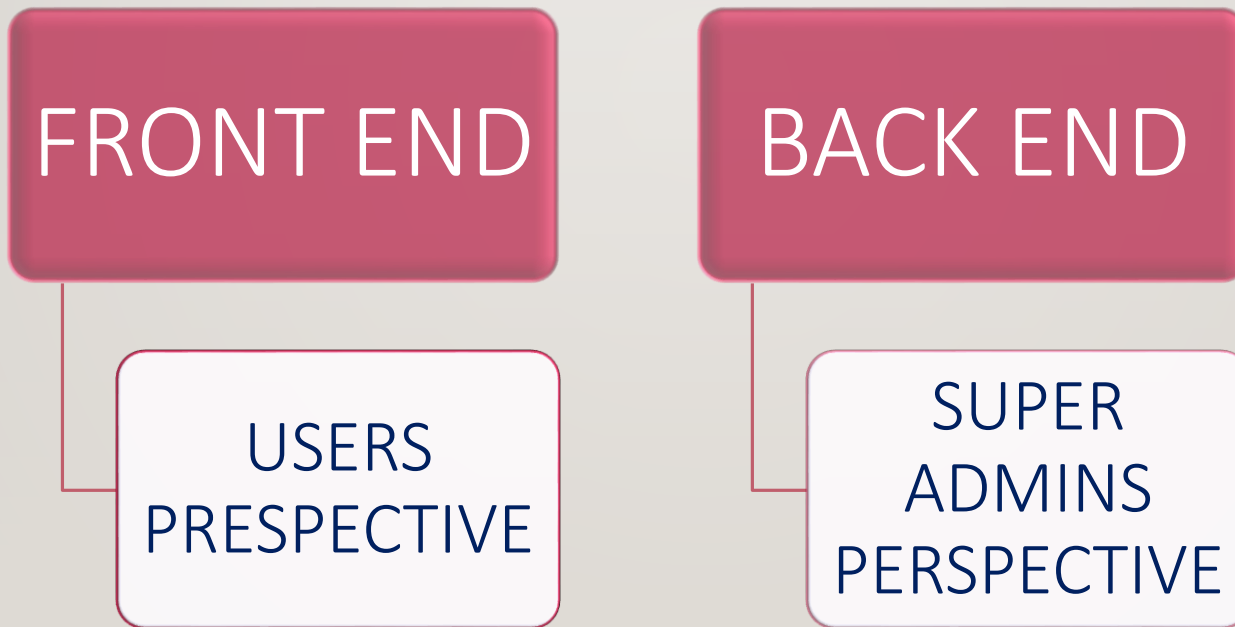 FRONT END
USERS
PRESPECTIVE
BACK END
SUPER
ADMINS
PERSPECTIVE